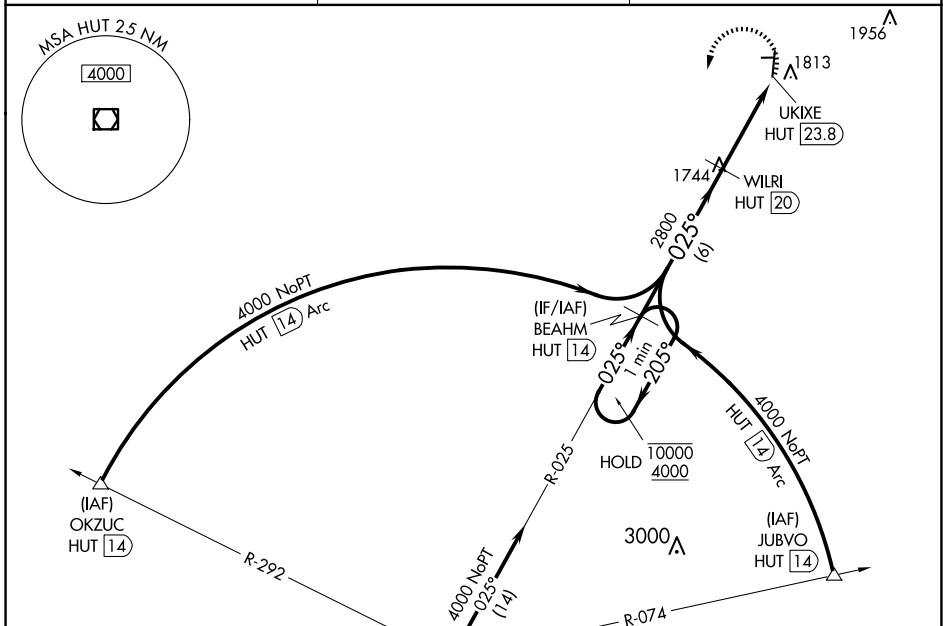 MSA HUT 25 NM
4000
1956
1813
UKIXE
HUT 23.8
1744
WILRI
HUT 20
2800
025°
(6)
4000 NoPT
HUT 14 Arc
(IF/IAF)
BEAHM
HUT 14
025°
1 min
205°
HOLD
10000
4000
4000 NoPT
HUT 14 Arc
R-025
(IAF)
OKZUC
HUT 14
R-292
3000
(IAF)
JUBVO
HUT 14
4000 NoPT
025°
(14)
R-074